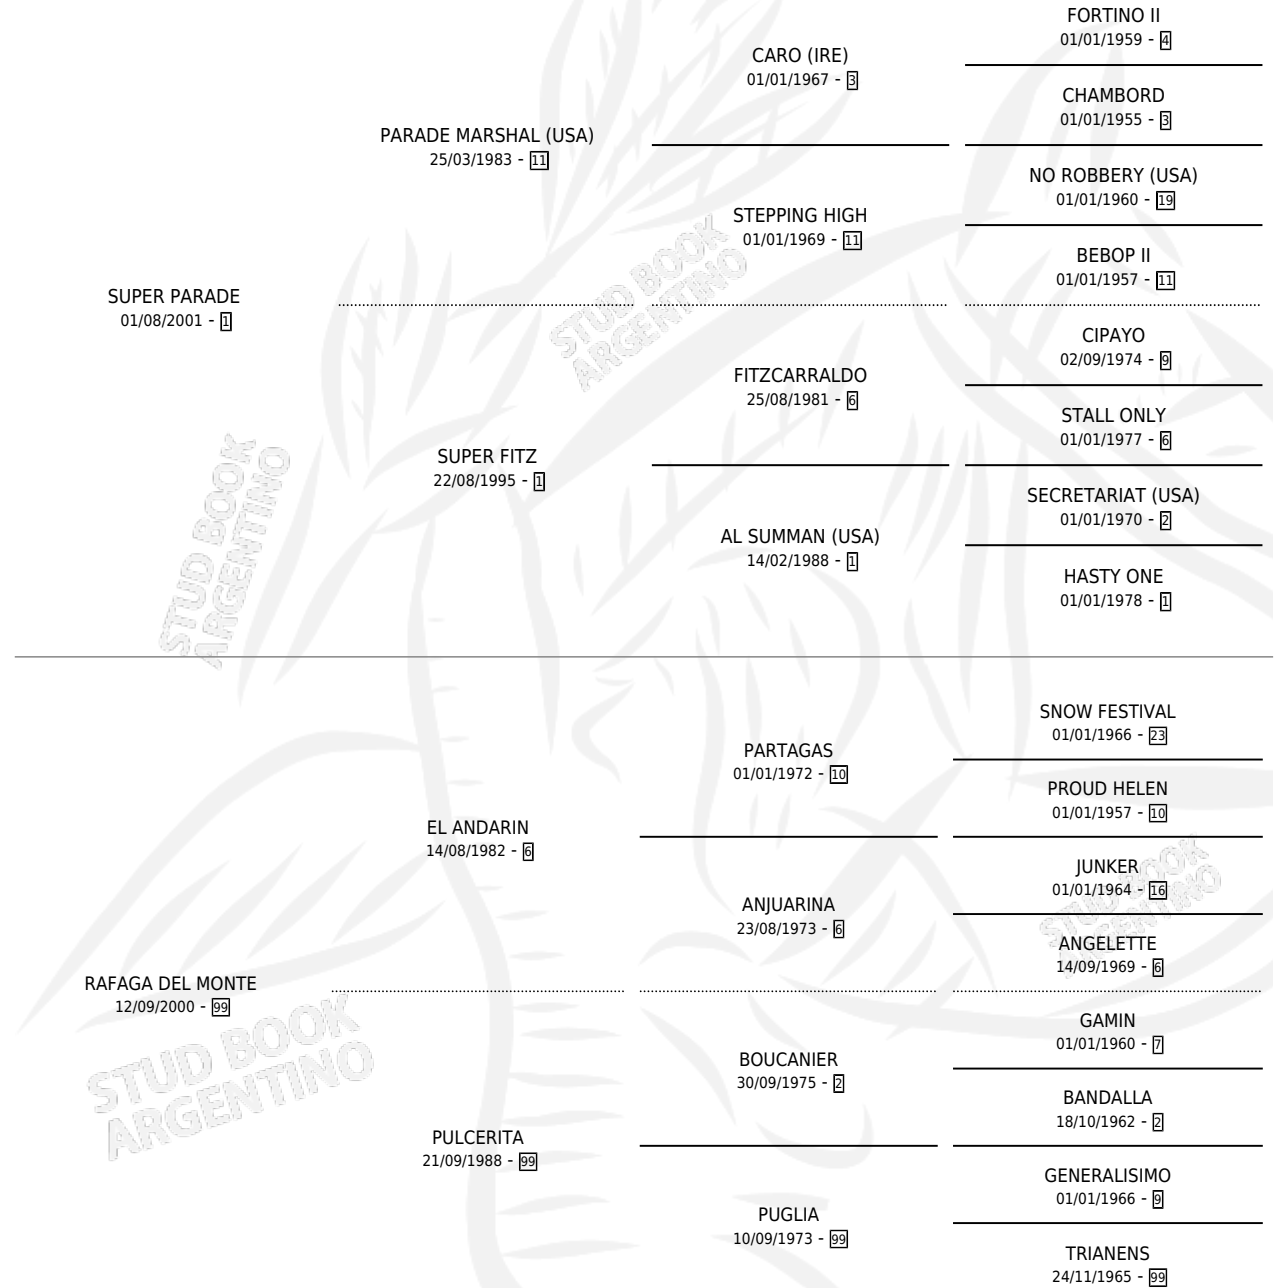 FORTINO II
01/01/1959 - 4
CARO (IRE)
01/01/1967 - 3
CHAMBORD
01/01/1955 - 3
PARADE MARSHAL (USA)
25/03/1983 - 11
NO ROBBERY (USA)
01/01/1960 - 19
STEPPING HIGH
01/01/1969 - 11
BEBOP II
01/01/1957 - 11
SUPER PARADE
01/08/2001 - 1
STUD BOOK
ARGENTINO
CIPAYO
02/09/1974 - 9
FITZCARRALDO
25/08/1981 - 6
STALL ONLY
01/01/1977 - 6
SUPER FITZ
22/08/1995 - 1
SECRETARIAT (USA)
01/01/1970 - 2
AL SUMMAN (USA)
14/02/1988 - 1
HASTY ONE
01/01/1978 - 1
STUD BOOK
ARGENTINO
SNOW FESTIVAL
01/01/1966 - 23
PARTAGAS
01/01/1972 - 10
PROUD HELEN
01/01/1957 - 10
EL ANDARIN
14/08/1982 - 6
JUNKER
01/01/1964 - 16
ANJUARINA
23/08/1973 - 6
STUD BOOK
ARGENTINO
ANGELETTE
14/09/1969 - 6
RAFAGA DEL MONTE
12/09/2000 - 99
GAMIN
01/01/1960 - 7
BOUCANIER
30/09/1975 - 2
STUD BOOK
ARGENTINO
BANDALLA
18/10/1962 - 2
PULCERITA
21/09/1988 - 99
GENERALISIMO
01/01/1966 - 9
PUGLIA
10/09/1973 - 99
TRIANENS
24/11/1965 - 99